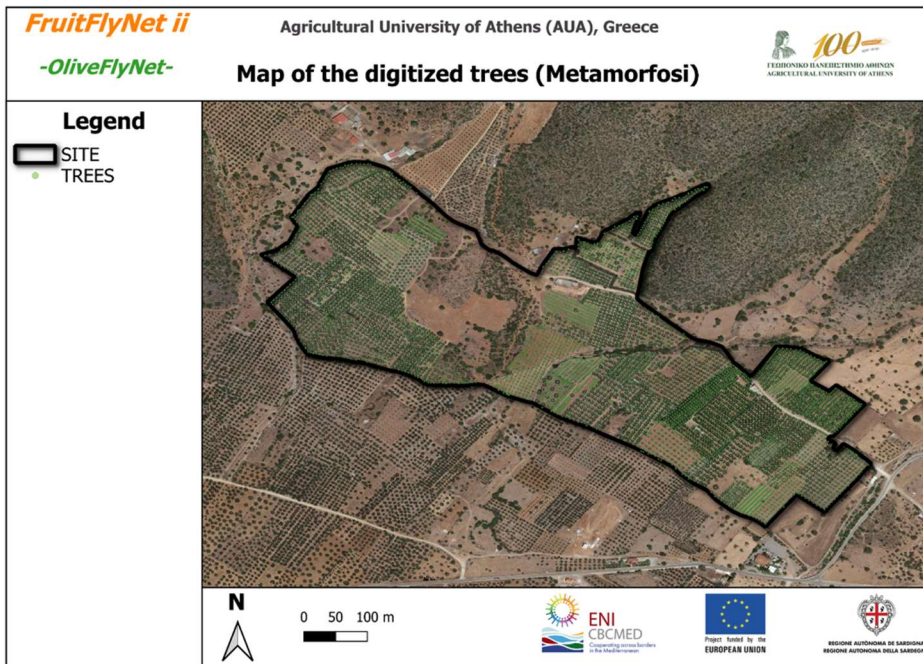 FruitFlyNet ii
-OliveFlyNet-
Agricultural University of Athens (AUA), Greece
Map of the digitized trees (Metamorfosi)
100
ΓΕΩΠΟΝΙΚΟ ΠΑΝΕΠΙΣΤΗΜΙΟ ΑΘΗΝΩΝ
AGRICULTURAL UNIVERSITY OF ATHENS
Legend
SITE
TREES
N
0 50 100 m
ENI
CBCMED
Cooperating across borders
in the Mediterranean
Project funded by the
EUROPEAN UNION
REGIONE AUTÒNOMA DE SARDIGNA
REGIONE AUTONOMA DELLA SARDEGNA